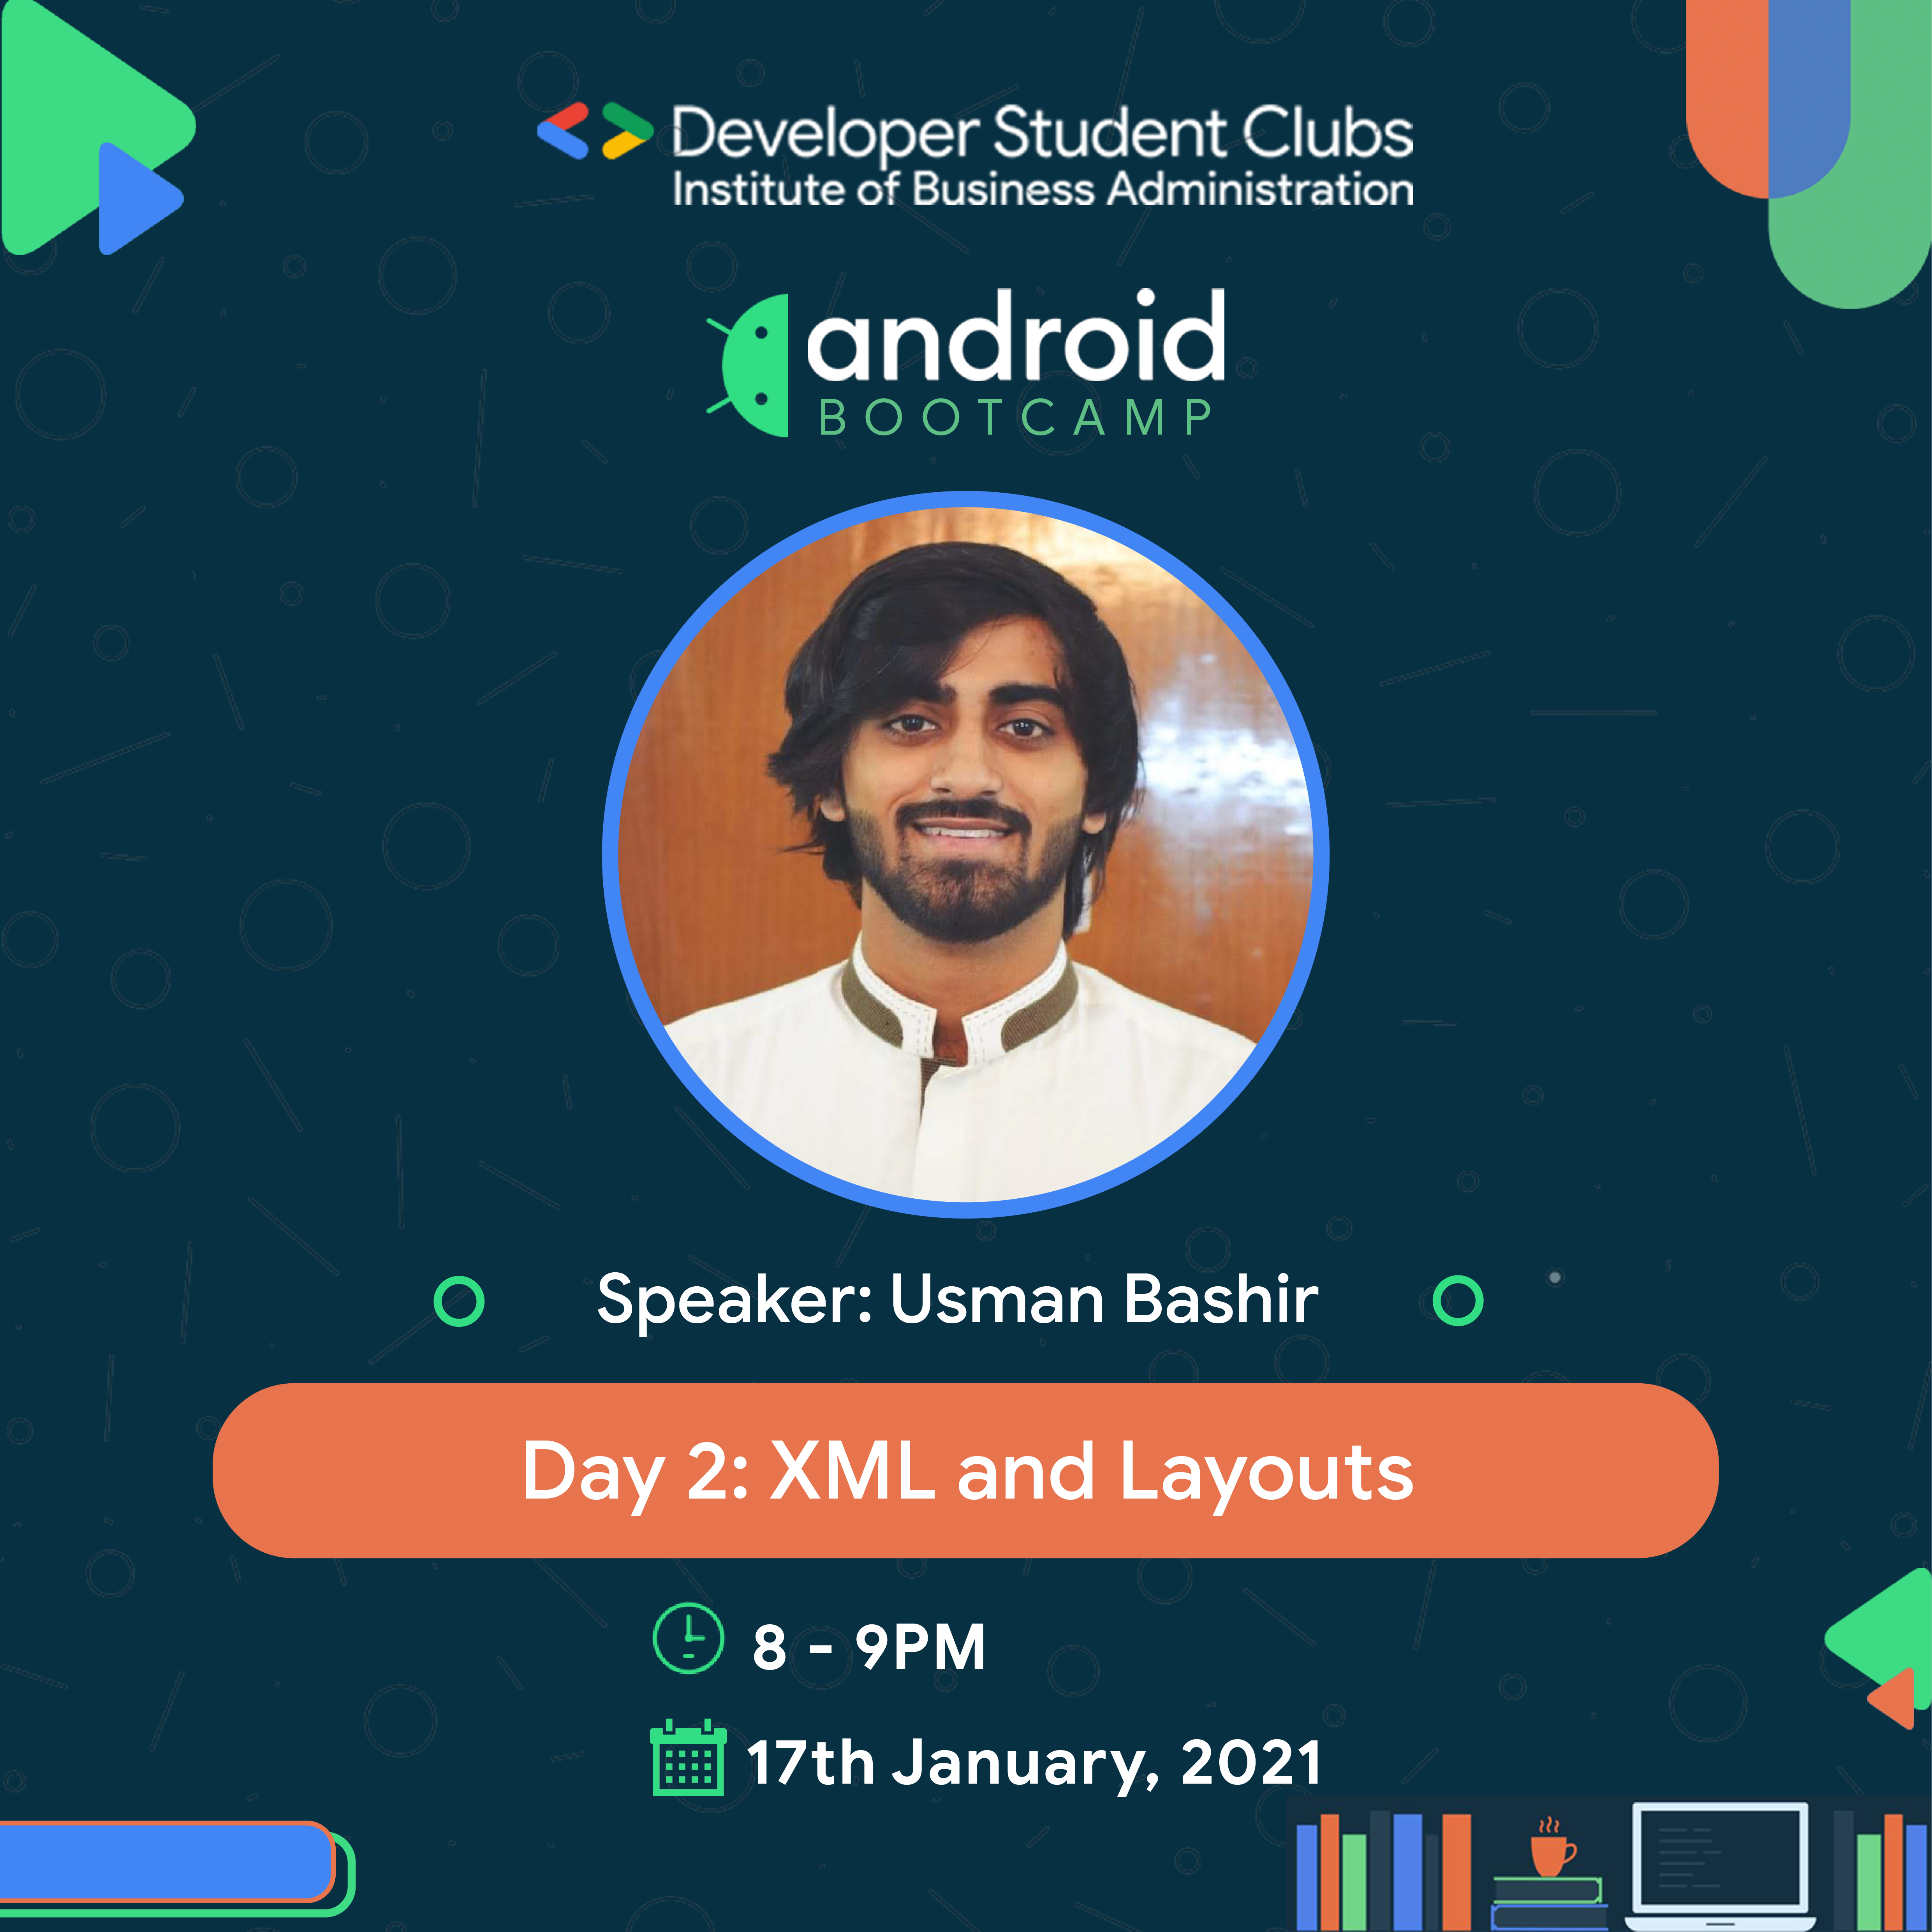 Developer Student Clubs
Institute of Business Administration
android
BOOTCAMP
Speaker: Usman Bashir
Day 2: XML and Layouts
8 - 9PM
17th January, 2021